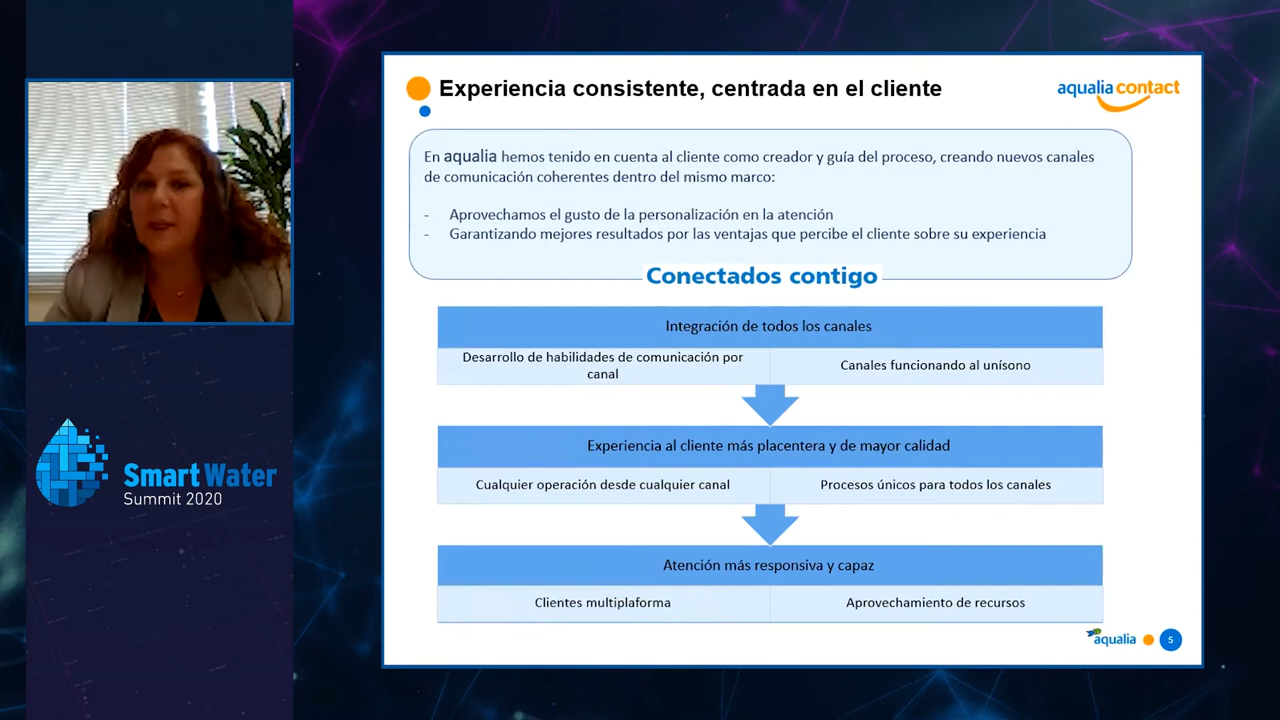 Experiencia consistente, centrada en el cliente
aqualia contact
En aqualia hemos tenido en cuenta al cliente como creador y guía del proceso, creando nuevos canales
de comunicación coherentes dentro del mismo marco:
- Aprovechamos el gusto de la personalización en la atención
- Garantizando mejores resultados por las ventajas que percibe el cliente sobre su experiencia
Conectados contigo
Integración de todos los canales
Desarrollo de habilidades de comunicación por
canal
Canales funcionando al unísono
Experiencia al cliente más placentera y de mayor calidad
Cualquier operación desde cualquier canal
Procesos únicos para todos los canales
Atención más responsiva y capaz
Clientes multiplaforma
Aprovechamiento de recursos
aqualia
5
Smart Water
Summit 2020